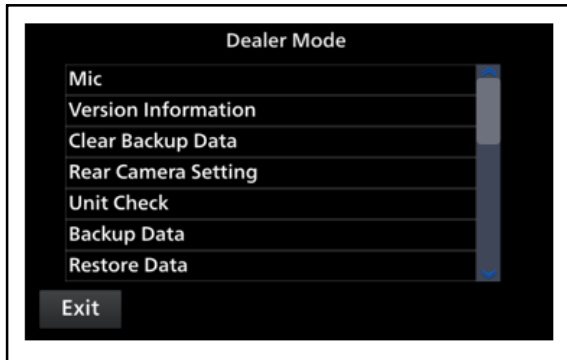 Dealer Mode
Mic
Version Information
Clear Backup Data
Rear Camera Setting
Unit Check
Backup Data
Restore Data
Exit